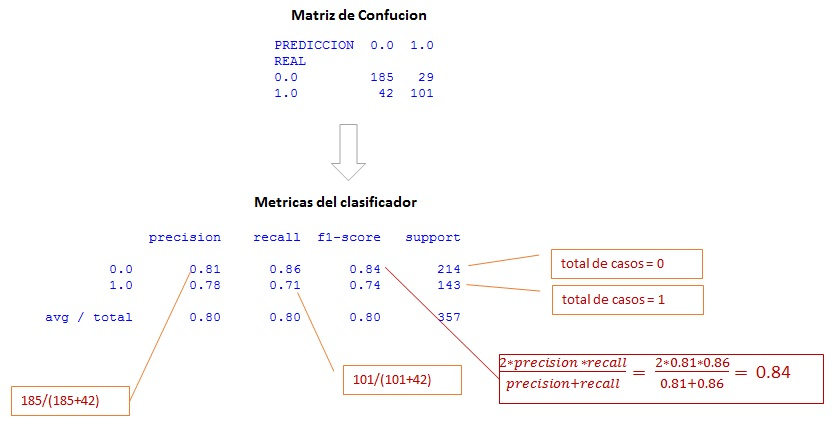 Matriz de Confucion
PREDICCION 0.0 1.0
REAL
0.0 185 29
1.0 42 101
Metricas del clasificador
precision recall f1-score support
0.0 0.81 0.86 0.84 214
1.0 0.78 0.71 0.74 143
avg / total 0.80 0.80 0.80 357
total de casos = 0
total de casos = 1
2*precision *recall / precision+recall = 2*0.81*0.86 / 0.81+0.86 = 0.84
101/(101+42)
185/(185+42)